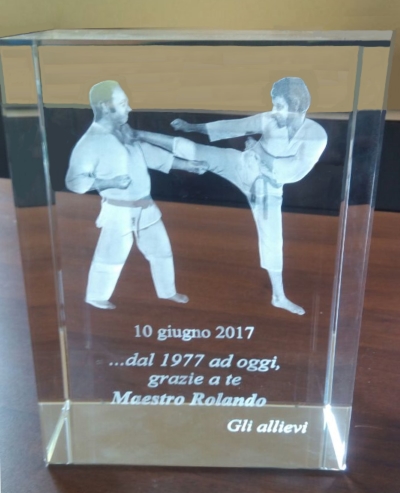 10 giugno 2017
...dal 1977 ad oggi,
grazie a te
Maestro Rolando
Gli allievi